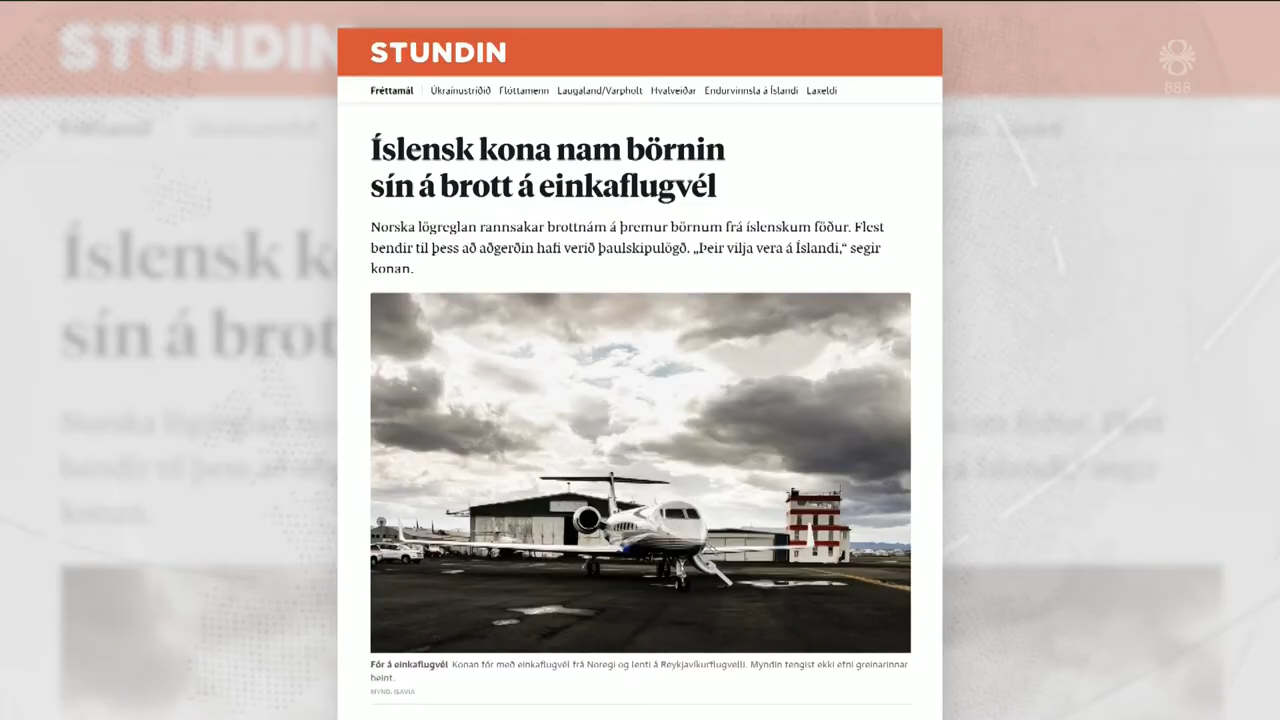 STUNDIN
888
Fréttamál Úkraínustríðið Flóttamenn Laugaland/Varpholt Hvalveiðar Endurvinnsla á Íslandi Laxeldi
Íslensk kona nam börnin
sín á brott á einkaflugvél
Norska lögreglan rannsakar brottnám á þremur börnum frá íslenskum föður. Flest
bendir til þess að aðgerðin hafi verið þaulskipulögð. „Þeir vilja vera á Íslandi,“ segir
konan.
Fór á einkaflugvél Konan fór með einkaflugvél frá Noregi og lenti á Reykjavíkurflugvelli. Myndin tengist ekki efni greinarinnar
beint.
MYND: ISAVIA